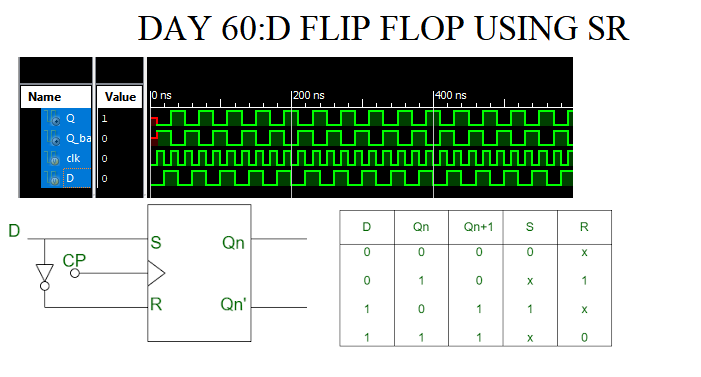 DAY 60:D FLIP FLOP USING SR
Name Value 0 ns 200 ns 400 ns
Q 1
Q_ba 0
clk 0
D 0
D S Qn
CP
R Qn'
D Qn Qn+1 S R
0 0 0 0 x
0 1 0 x 1
1 0 1 1 x
1 1 1 x 0